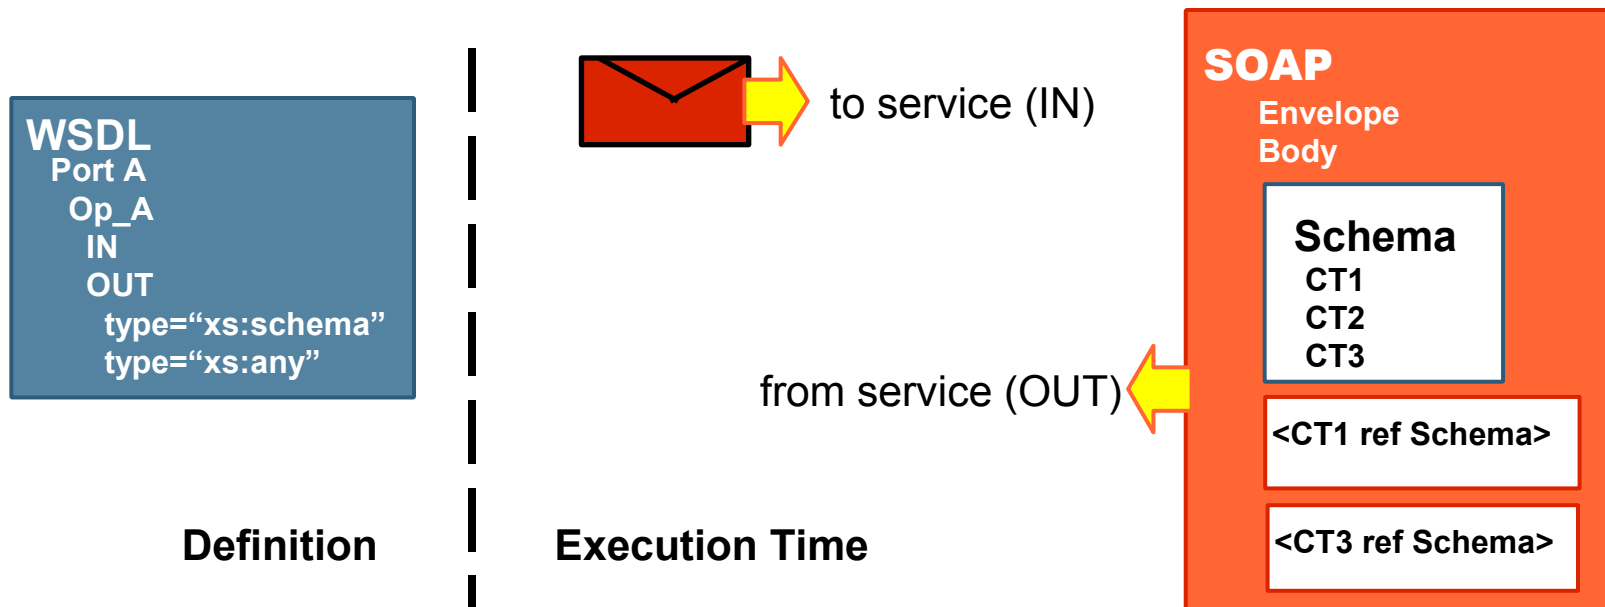 WSDL
Port A
Op_A
IN
OUT
type=“xs:schema”
type=“xs:any”
Definition
to service (IN)
from service (OUT)
Execution Time
SOAP
Envelope
Body
Schema
CT1
CT2
CT3
<CT1 ref Schema>
<CT3 ref Schema>